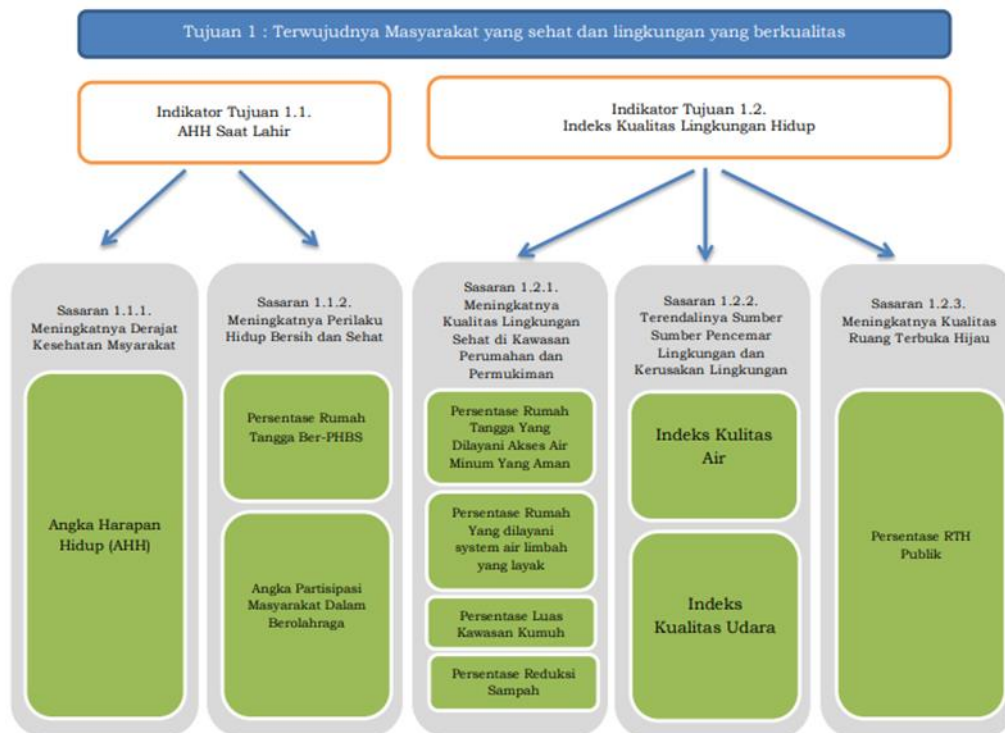 Tujuan 1 : Terwujudnya Masyarakat yang sehat dan lingkungan yang berkualitas
Indikator Tujuan 1.1.
AHH Saat Lahir
Indikator Tujuan 1.2.
Indeks Kualitas Lingkungan Hidup
Sasaran 1.1.1.
Meningkatnya Derajat
Kesehatan Msyarakat
Angka Harapan
Hidup (AHH)
Sasaran 1.1.2.
Meningkatnya Perilaku
Hidup Bersih dan Sehat
Persentase Rumah
Tangga Ber-PHBS
Angka Partisipasi
Masyarakat Dalam
Berolahraga
Sasaran 1.2.1.
Meningkatnya
Kualitas Lingkungan
Sehat di Kawasan
Perumahan dan
Permukiman
Persentase Rumah
Tangga Yang
Dilayani Akses Air
Minum Yang Aman
Persentase Rumah
Yang dilayani
system air limbah
yang layak
Persentase Luas
Kawasan Kumuh
Persentase Reduksi
Sampah
Sasaran 1.2.2.
Terendalinya Sumber
Sumber Pencemar
Lingkungan dan
Kerusakan Lingkungan
Indeks Kulitas
Air
Indeks
Kualitas Udara
Sasaran 1.2.3.
Meningkatnya Kualitas
Ruang Terbuka Hijau
Persentase RTH
Publik